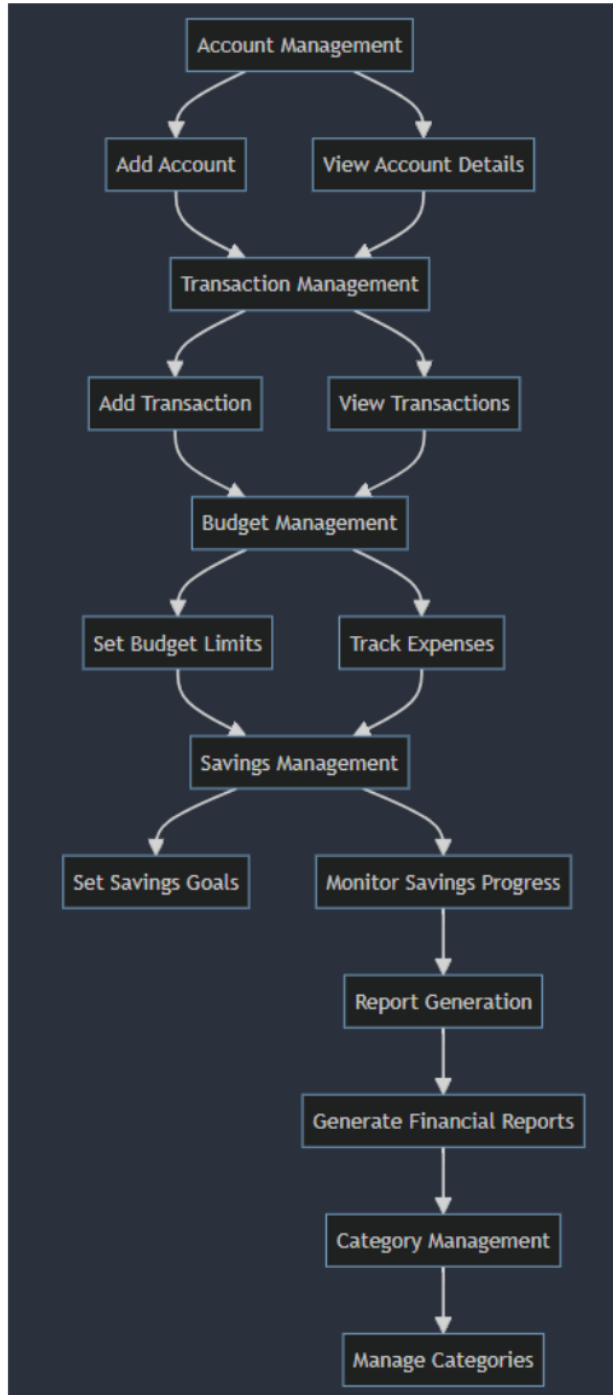 Account Management
Add Account
View Account Details
Transaction Management
Add Transaction
View Transactions
Budget Management
Set Budget Limits
Track Expenses
Savings Management
Set Savings Goals
Monitor Savings Progress
Report Generation
Generate Financial Reports
Category Management
Manage Categories